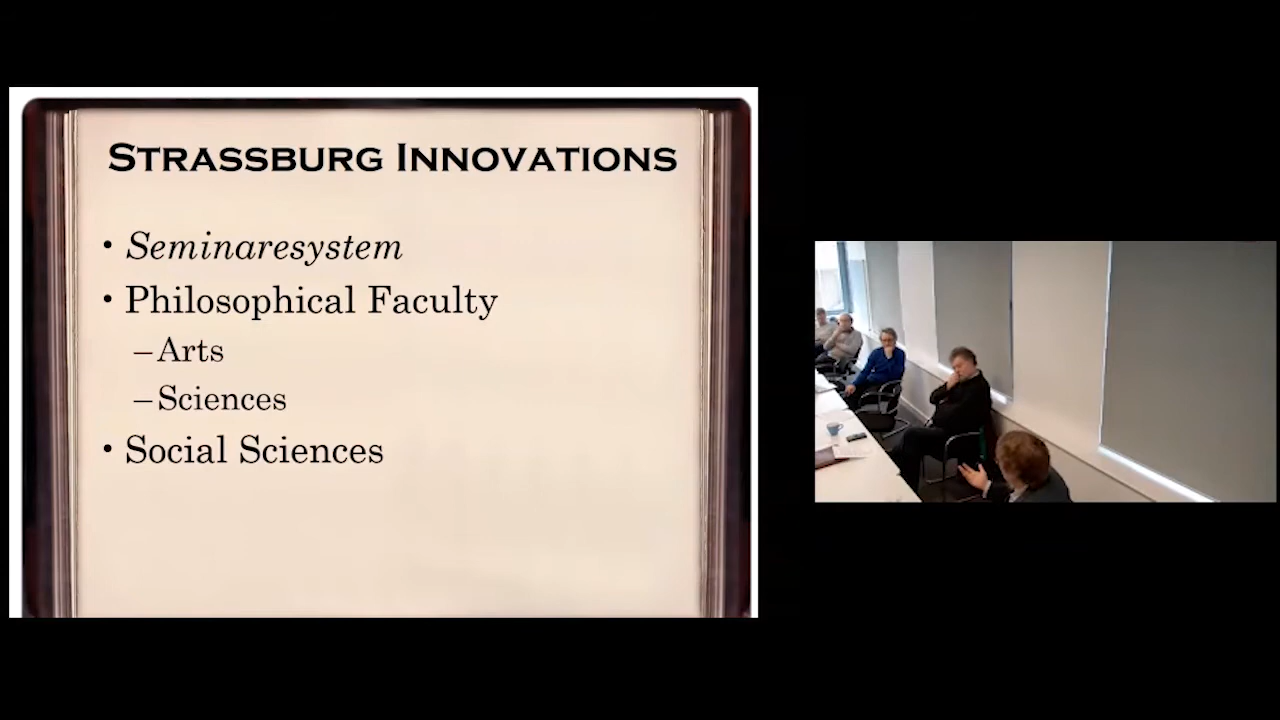 Strassburg Innovations
• Seminaresystem
• Philosophical Faculty
–Arts
–Sciences
• Social Sciences